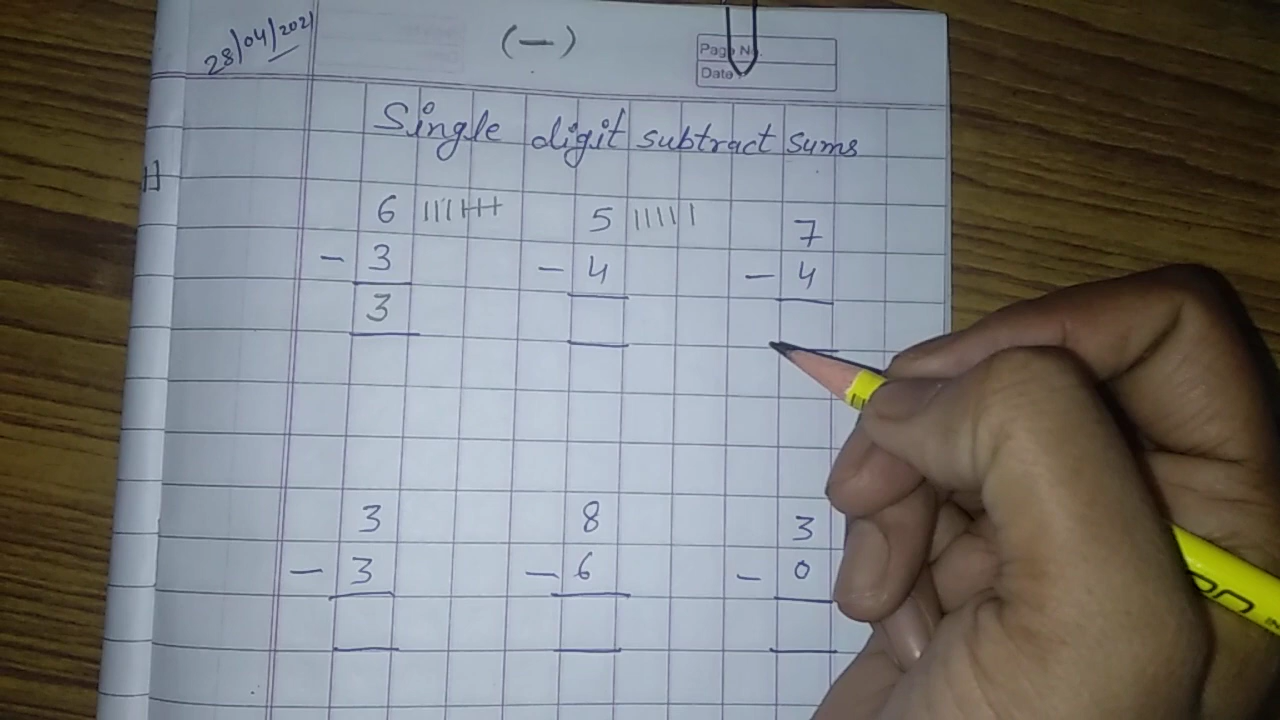 28/04/2021
(−)
Page No.
Date
Single digit subtract sums
6 5 7
− 3 − 4 − 4
3
3 8 3
− 3 − 6 − 0